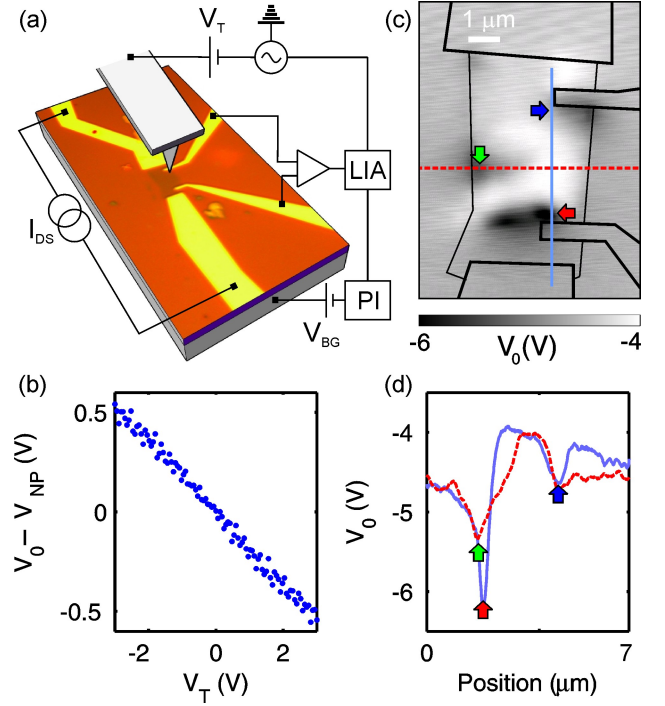 (a)
V_T
LIA
I_DS
PI
V_BG
(c)
1 μm
-6 V_0(V) -4
(b)
V_0 – V_NP (V)
0.5
0
-0.5
-2 0 2
V_T (V)
(d)
V_0 (V)
-4
-5
-6
0 7
Position (μm)